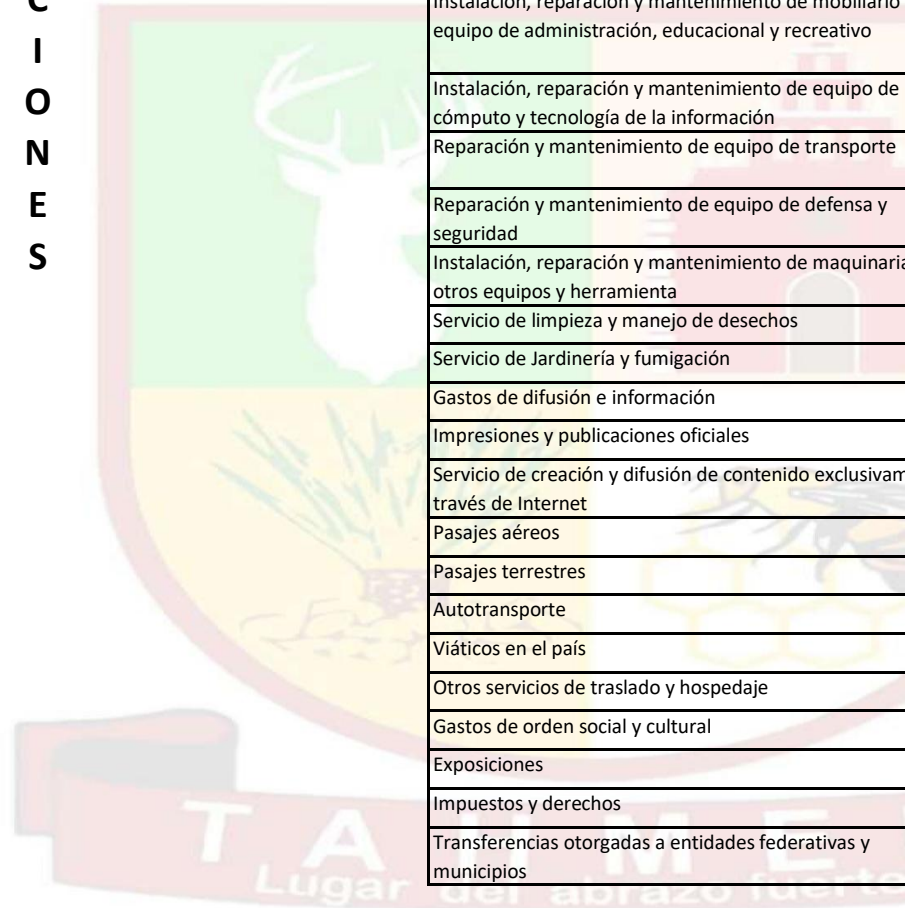 C
I
O
N
E
S
Instalación, reparación y mantenimiento de mobiliario
equipo de administración, educacional y recreativo
Instalación, reparación y mantenimiento de equipo de
cómputo y tecnología de la información
Reparación y mantenimiento de equipo de transporte
Reparación y mantenimiento de equipo de defensa y
seguridad
Instalación, reparación y mantenimiento de maquinaria
otros equipos y herramienta
Servicio de limpieza y manejo de desechos
Servicio de Jardinería y fumigación
Gastos de difusión e información
Impresiones y publicaciones oficiales
Servicio de creación y difusión de contenido exclusivam
través de Internet
Pasajes aéreos
Pasajes terrestres
Autotransporte
Viáticos en el país
Otros servicios de traslado y hospedaje
Gastos de orden social y cultural
Exposiciones
Impuestos y derechos
Transferencias otorgadas a entidades federativas y
municipios
T A H M E
Lugar del abrazo fuerte